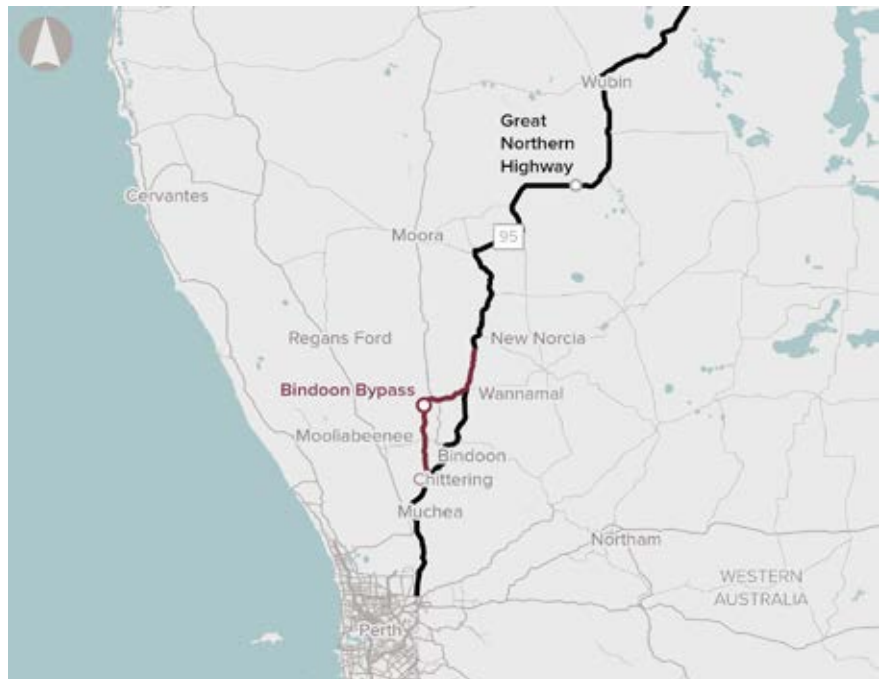 Wubin
Great
Northern
Highway
Cervantes
Moora
95
Regans Ford
New Norcia
Bindoon Bypass
Wannamal
Mooliabeenee
Bindoon
Chittering
Muchea
Northam
WESTERN
AUSTRALIA
Perth